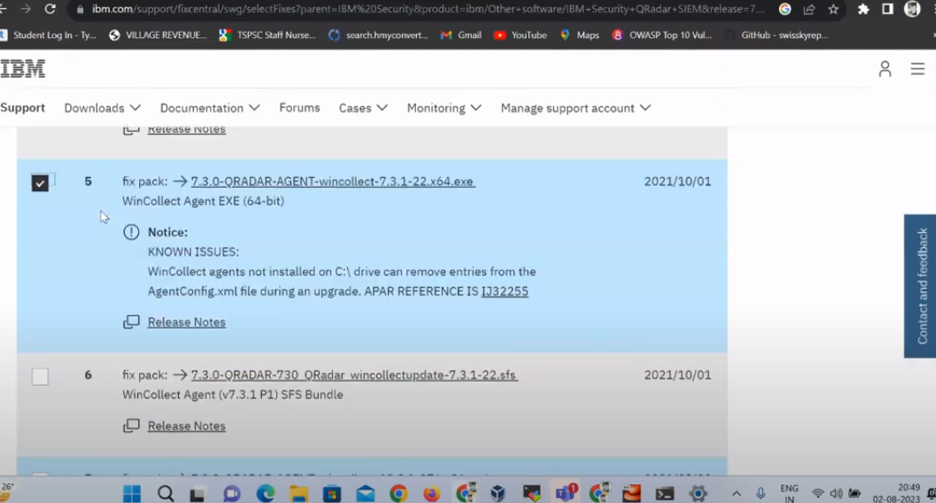 ibm.com/support/fixcentral/swg/selectFixes?parent=IBM%20Security&product=ibm/Other+software/IBM+Security+QRadar+SIEM&release=7...
Student Log In - Ty...
VILLAGE REVENUE...
TSPSC Staff Nurse...
search.hmyconvert...
Gmail
YouTube
Maps
OWASP Top 10 Vul...
GitHub - swisskyrep...
IBM
Support
Downloads
Documentation
Forums
Cases
Monitoring
Manage support account
Release Notes
5 fix pack: → 7.3.0-QRADAR-AGENT-wincollect-7.3.1-22.x64.exe 2021/10/01
WinCollect Agent EXE (64-bit)
Notice:
KNOWN ISSUES:
WinCollect agents not installed on C:\ drive can remove entries from the
AgentConfig.xml file during an upgrade. APAR REFERENCE IS IJ32255
Release Notes
Contact and feedback
6 fix pack: → 7.3.0-QRADAR-730_QRadar_wincollectupdate-7.3.1-22.sfs 2021/10/01
WinCollect Agent (v7.3.1 P1) SFS Bundle
Release Notes
26°
ENG
IN
20:49
02-08-2023